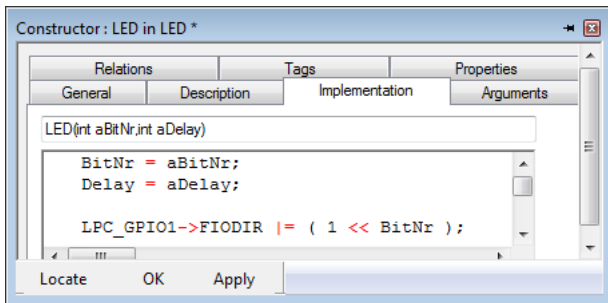 Constructor : LED in LED *
Relations Tags Properties
General Description Implementation Arguments
LED(int aBitNr,int aDelay)
BitNr = aBitNr;
Delay = aDelay;
LPC_GPIO1->FIODIR |= ( 1 << BitNr );
Locate OK Apply